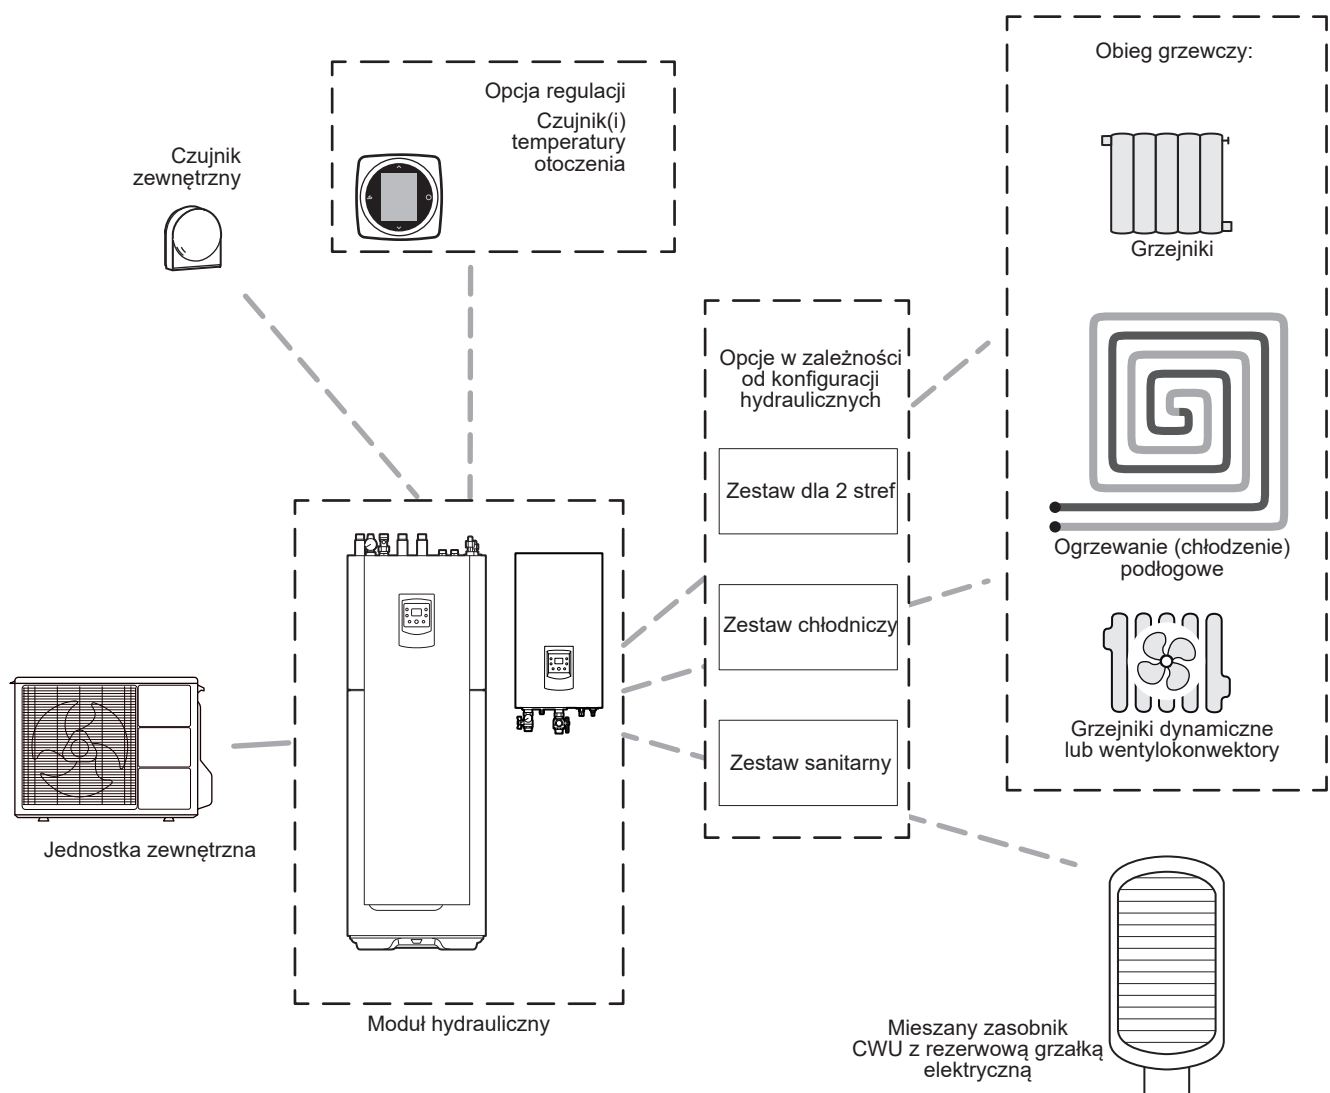 Obieg grzewczy:
Opcja regulacji
Czujnik(i)
temperatury
otoczenia
Czujnik
zewnętrzny
Grzejniki
Opcje w zależności
od konfiguracji
hydraulicznych
Zestaw dla 2 stref
Ogrzewanie (chłodzenie)
podłogowe
Zestaw chłodniczy
Grzejniki dynamiczne
lub wentylokonwektory
Zestaw sanitarny
Jednostka zewnętrzna
Moduł hydrauliczny
Mieszany zasobnik
CWU z rezerwową grzałką
elektryczną